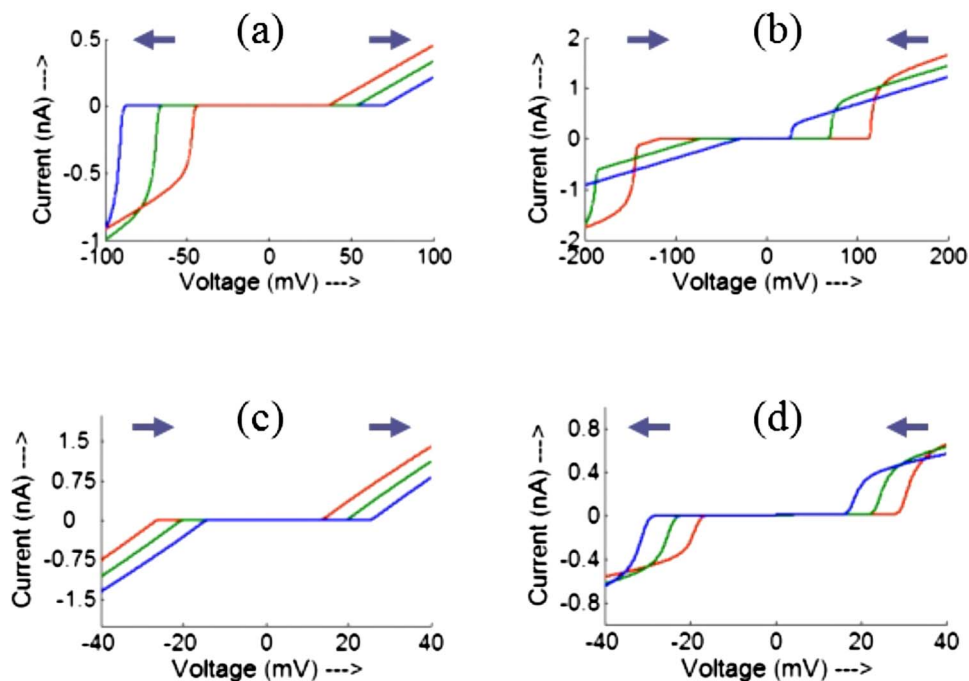 (a)
0.5
0
-0.5
-1
-100 -50 0 50 100
Current (nA) --->
Voltage (mV) --->
(b)
2
1
0
-1
-2
-200 -100 0 100 200
Current (nA) --->
Voltage (mV) --->
(c)
1.5
0.75
0
-0.75
-1.5
-40 -20 0 20 40
Current (nA) --->
Voltage (mV) --->
(d)
0.8
0.4
0
-0.4
-0.8
-40 -20 0 20 40
Current (nA) --->
Voltage (mV) --->